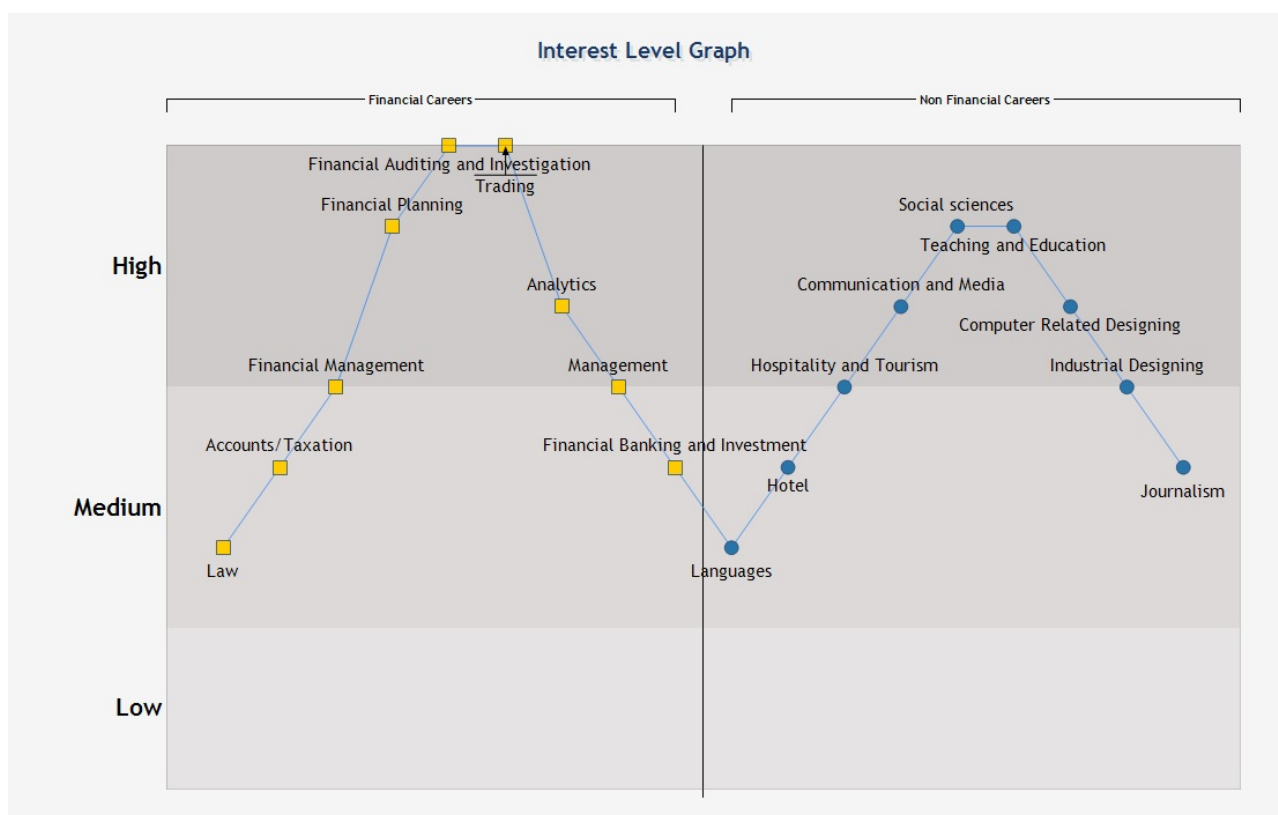 Interest Level Graph
Financial Careers
Non Financial Careers
Financial Auditing and Investigation
Trading
Financial Planning
Social sciences
Teaching and Education
High
Analytics
Communication and Media
Computer Related Designing
Financial Management
Management
Hospitality and Tourism
Industrial Designing
Accounts/Taxation
Financial Banking and Investment
Hotel
Journalism
Medium
Law
Languages
Low